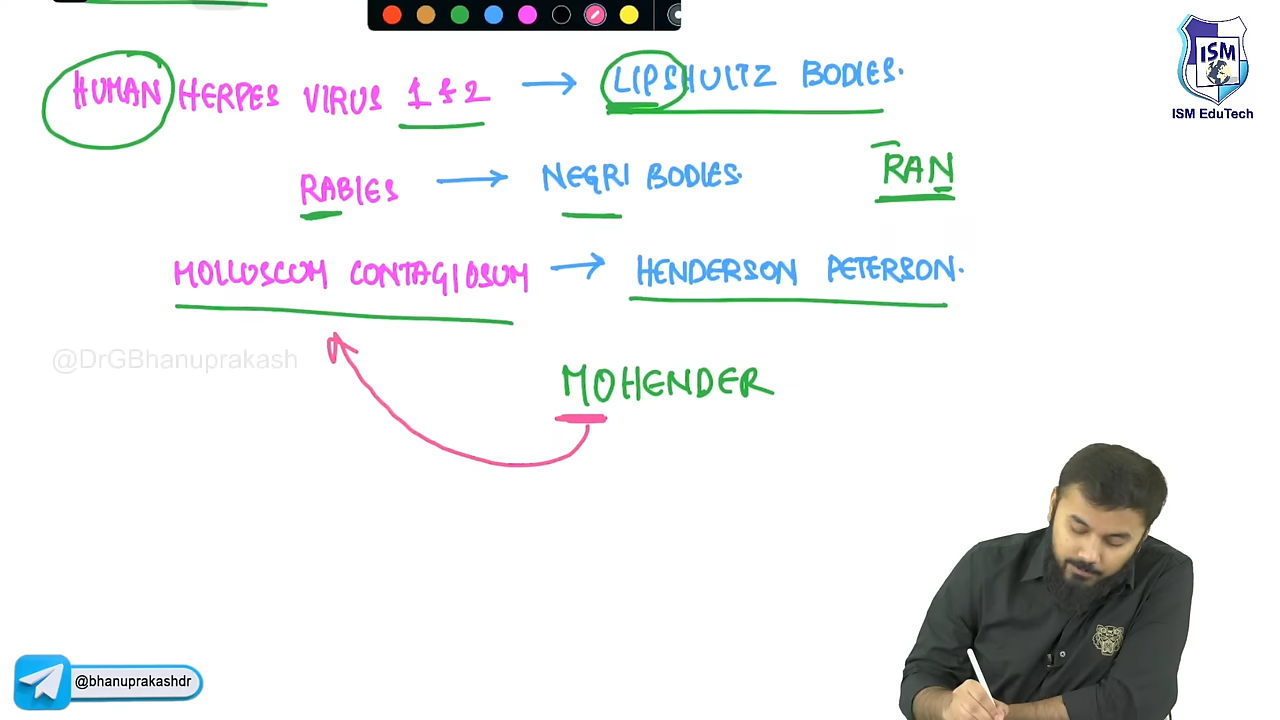 HUMAN HERPES VIRUS 1 & 2 → LIPSHULTZ BODIES.
RABIES → NEGRI BODIES.
RAN
MOLLUSCUM CONTAGIOSUM → HENDERSON PETERSON.
@DrGBhanuprakash
MOHENDER
ISM
ISM EduTech
@bhanuprakashdr